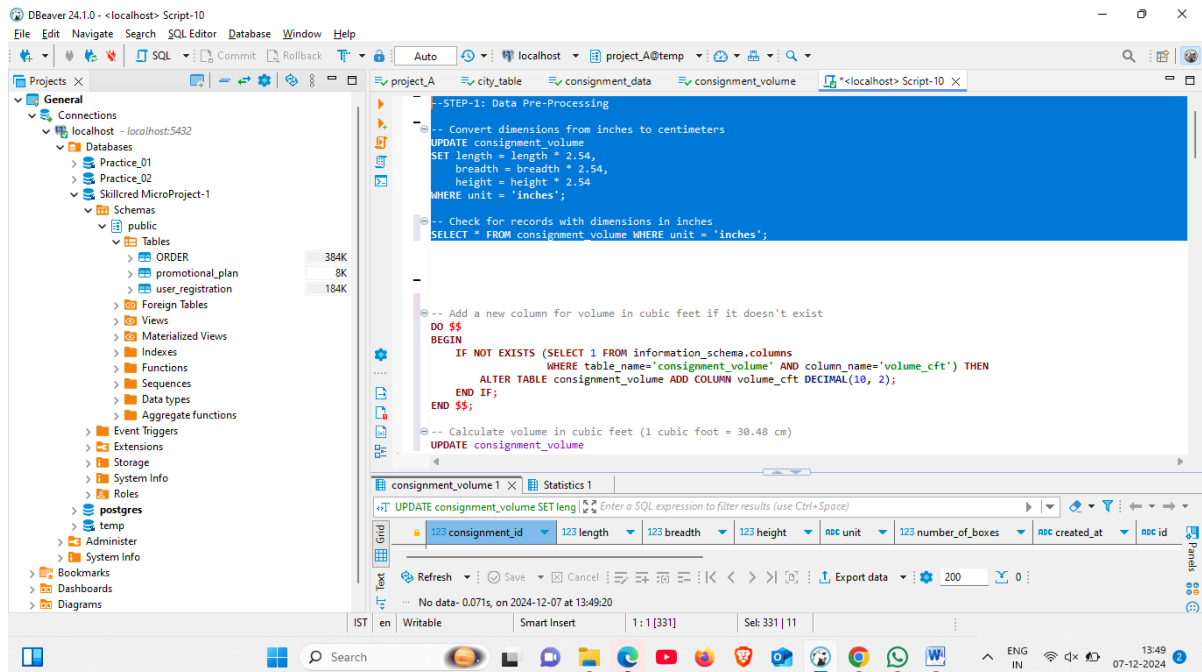 DBeaver 24.1.0 - <localhost> Script-10
File Edit Navigate Search SQL Editor Database Window Help
SQL Commit Rollback Auto localhost project_A@temp
Projects project_A city_table consignment_data consignment_volume *<localhost> Script-10
General
Connections
localhost - localhost:5432
Databases
Practice_01
Practice_02
Skillcred MicroProject-1
Schemas
public
Tables
ORDER 384K
promotional_plan 8K
user_registration 184K
Foreign Tables
Views
Materialized Views
Indexes
Functions
Sequences
Data types
Aggregate functions
Event Triggers
Extensions
Storage
System Info
Roles
postgres
temp
Administer
System Info
Bookmarks
Dashboards
Diagrams
--STEP-1: Data Pre-Processing
-- Convert dimensions from inches to centimeters
UPDATE consignment_volume
SET length = length * 2.54,
breadth = breadth * 2.54,
height = height * 2.54
WHERE unit = 'inches';
-- Check for records with dimensions in inches
SELECT * FROM consignment_volume WHERE unit = 'inches';
-- Add a new column for volume in cubic feet if it doesn't exist
DO $$
BEGIN
IF NOT EXISTS (SELECT 1 FROM information_schema.columns
WHERE table_name='consignment_volume' AND column_name='volume_cft') THEN
ALTER TABLE consignment_volume ADD COLUMN volume_cft DECIMAL(10, 2);
END IF;
END $$;
-- Calculate volume in cubic feet (1 cubic foot = 30.48 cm)
UPDATE consignment_volume
consignment_volume 1 Statistics 1
UPDATE consignment_volume SET leng Enter a SQL expression to filter results (use Ctrl+Space)
Grid 123 consignment_id 123 length 123 breadth 123 height ABC unit 123 number_of_boxes ABC created_at ABC id
Panels
Text Refresh Save Cancel Export data 200 0
No data- 0.071s, on 2024-12-07 at 13:49:20
IST en Writable Smart Insert 1 : 1 [331] Sel: 331 | 11
Search ENG IN 13:49 07-12-2024 2